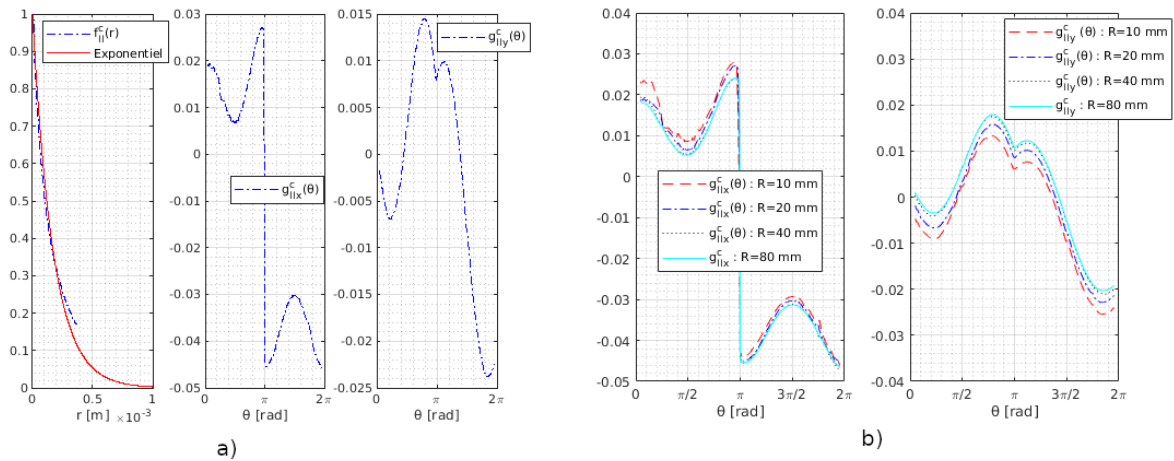 f_II^c(r)
Exponentiel
1
0.9
0.8
0.7
0.6
0.5
0.4
0.3
0.2
0.1
0
0
0.5
1
r [m]
×10^-3
0.03
0.02
0.01
0
-0.01
-0.02
-0.03
-0.04
-0.05
g_IIx^c(θ)
0
π
2π
θ [rad]
0.015
0.01
0.005
0
-0.005
-0.01
-0.015
-0.02
-0.025
g_IIy^c(θ)
0
π
2π
θ [rad]
a)
0.04
0.03
0.02
0.01
0
-0.01
-0.02
-0.03
-0.04
-0.05
g_IIx^c(θ) : R=10 mm
g_IIx^c(θ) : R=20 mm
g_IIx^c(θ) : R=40 mm
g_IIx^c : R=80 mm
0
π/2
π
3π/2
2π
θ [rad]
0.04
0.03
0.02
0.01
0
-0.01
-0.02
-0.03
-0.04
g_IIy^c (θ) : R=10 mm
g_IIy^c(θ) : R=20 mm
g_IIy^c(θ) : R=40 mm
g_IIy^c : R=80 mm
0
π/2
π
3π/2
2π
θ [rad]
b)